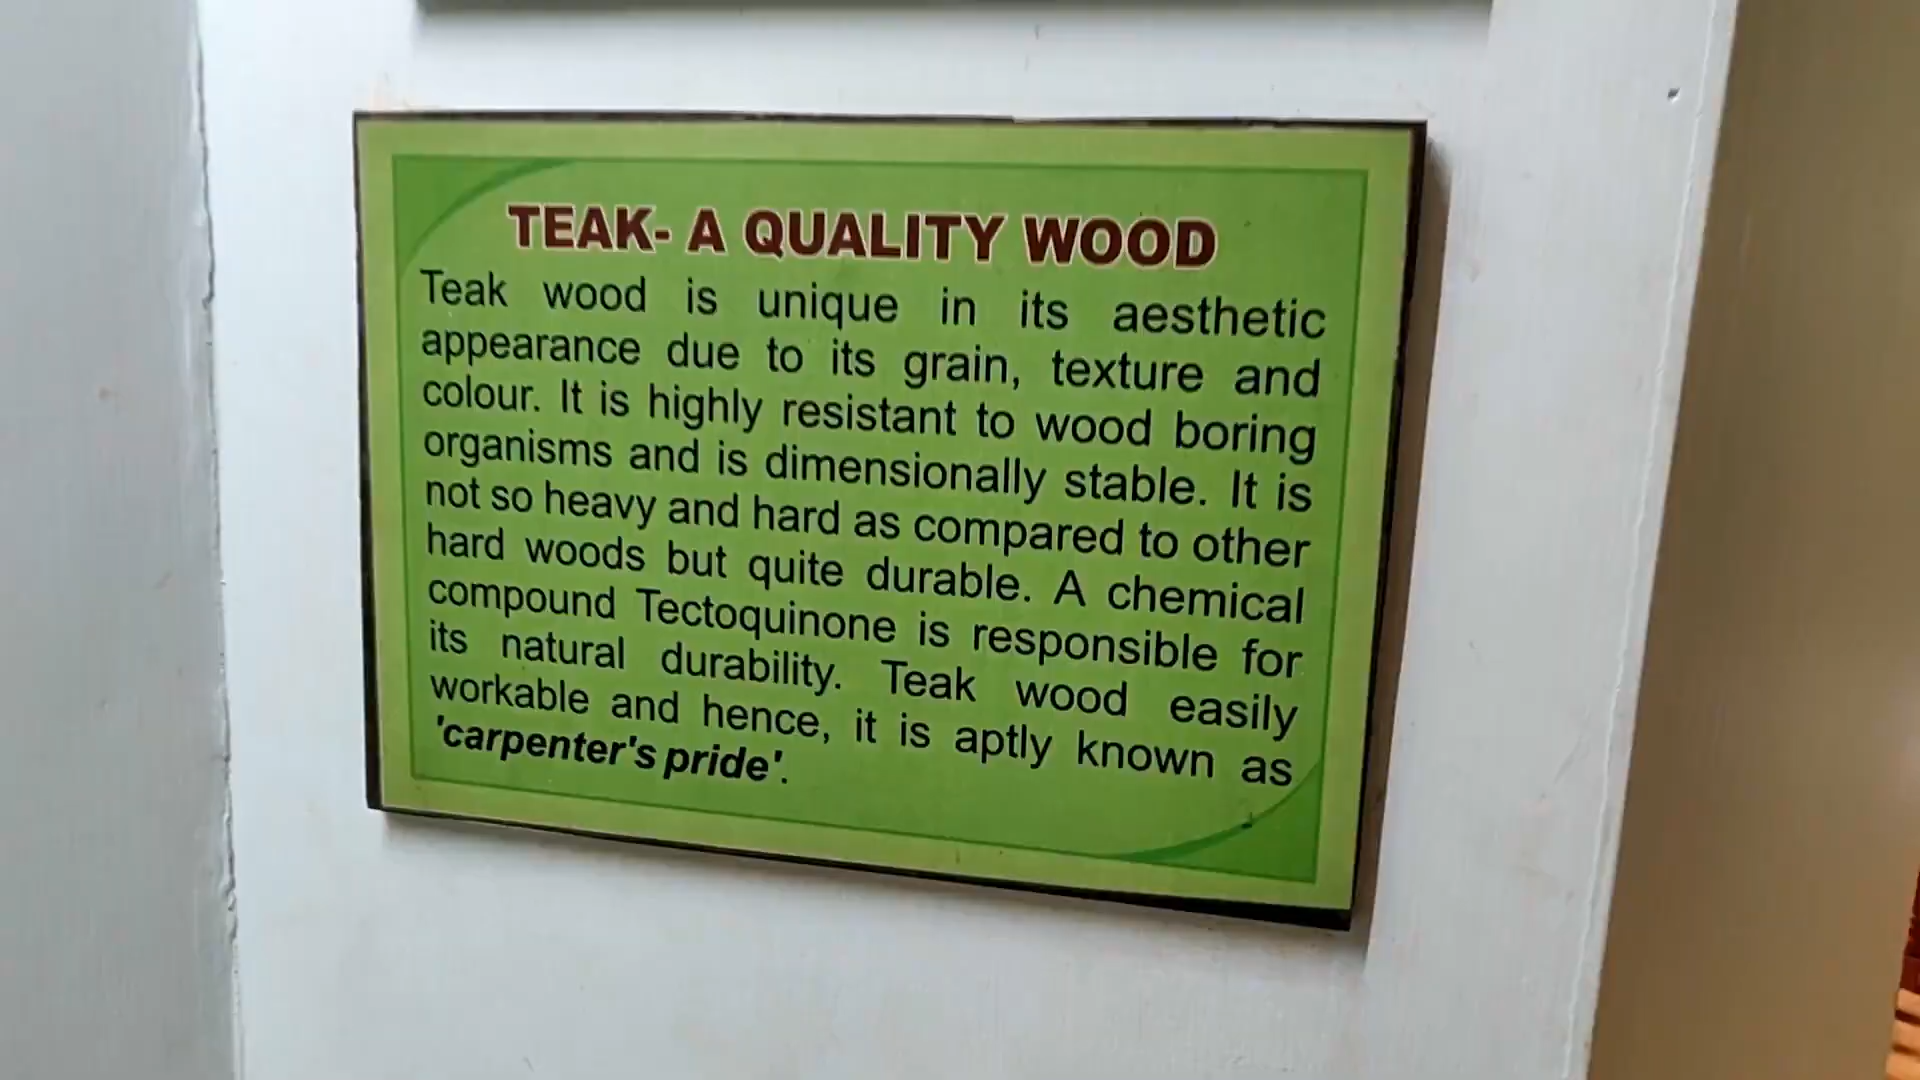 TEAK- A QUALITY WOOD
Teak wood is unique in its aesthetic
appearance due to its grain, texture and
colour. It is highly resistant to wood boring
organisms and is dimensionally stable. It is
not so heavy and hard as compared to other
hard woods but quite durable. A chemical
compound Tectoquinone is responsible for
its natural durability. Teak wood easily
workable and hence, it is aptly known as
'carpenter's pride'.